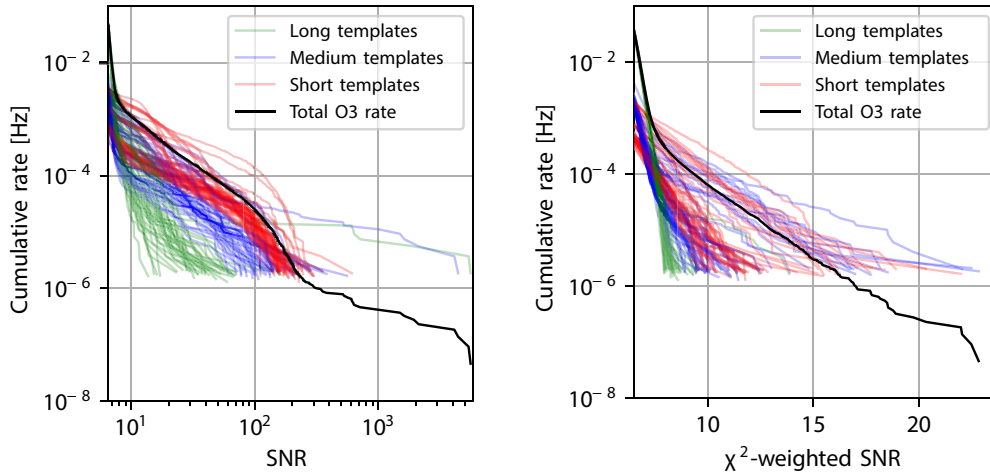 10⁻²
10⁻⁴
10⁻⁶
10⁻⁸
Cumulative rate [Hz]
Long templates
Medium templates
Short templates
Total O3 rate
10¹
10²
10³
SNR
10⁻²
10⁻⁴
10⁻⁶
10⁻⁸
Cumulative rate [Hz]
Long templates
Medium templates
Short templates
Total O3 rate
10
15
20
χ²-weighted SNR